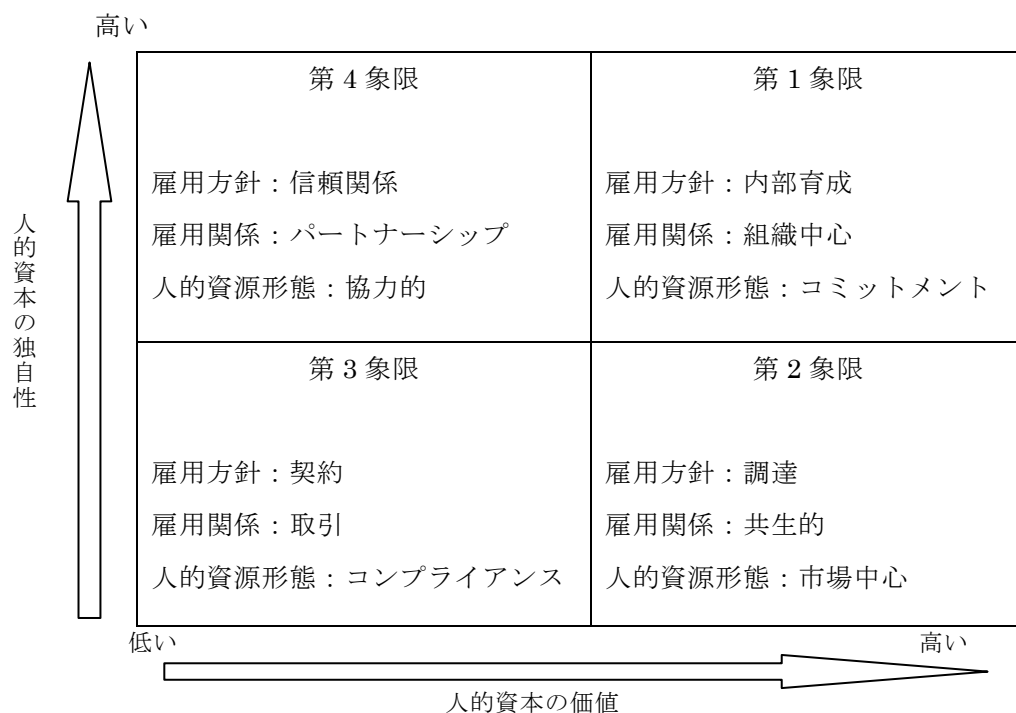 高い
第 4 象限
雇用方針：信頼関係
雇用関係：パートナーシップ
人的資源形態：協力的
第 1 象限
雇用方針：内部育成
雇用関係：組織中心
人的資源形態：コミットメント
人的資本の独自性
第 3 象限
雇用方針：契約
雇用関係：取引
人的資源形態：コンプライアンス
第 2 象限
雇用方針：調達
雇用関係：共生的
人的資源形態：市場中心
低い
高い
人的資本の価値